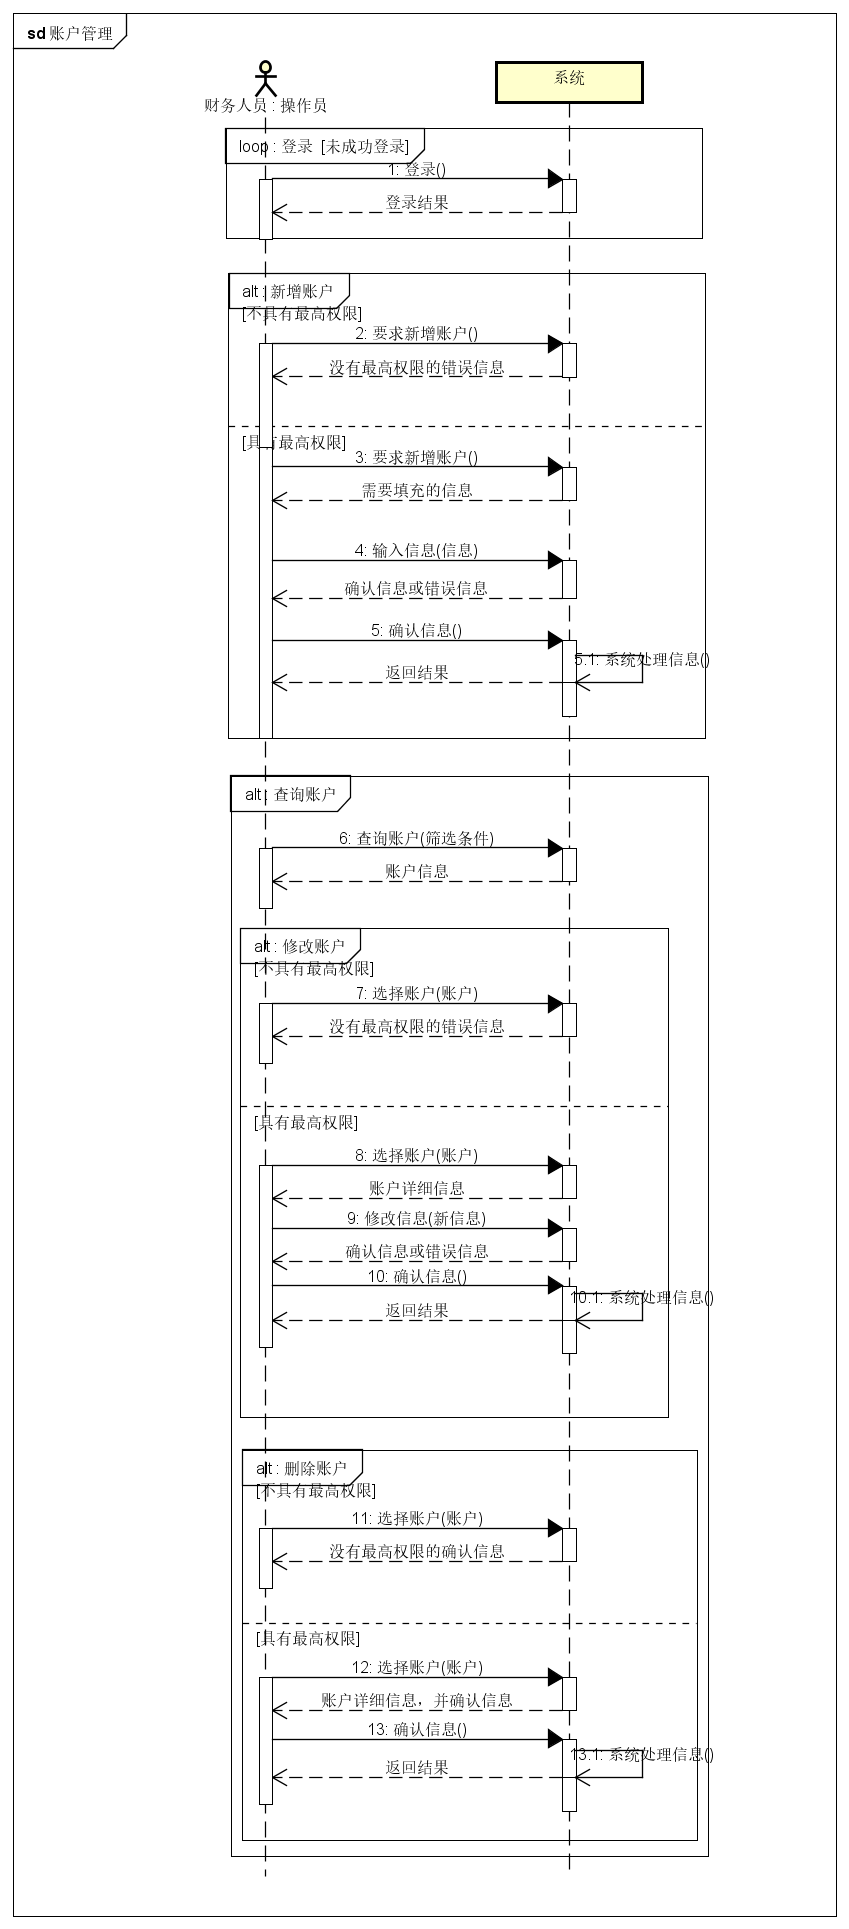 sd 账户管理
财务人员 : 操作员
系统
loop : 登录 [未成功登录]
1: 登录()
登录结果
alt : 新增账户
[不具有最高权限]
2: 要求新增账户()
没有最高权限的错误信息
[具有最高权限]
3: 要求新增账户()
需要填充的信息
4: 输入信息(信息)
确认信息或错误信息
5: 确认信息()
5.1: 系统处理信息()
返回结果
alt : 查询账户
6: 查询账户(筛选条件)
账户信息
alt : 修改账户
[不具有最高权限]
7: 选择账户(账户)
没有最高权限的错误信息
[具有最高权限]
8: 选择账户(账户)
账户详细信息
9: 修改信息(新信息)
确认信息或错误信息
10: 确认信息()
10.1: 系统处理信息()
返回结果
alt : 删除账户
[不具有最高权限]
11: 选择账户(账户)
没有最高权限的确认信息
[具有最高权限]
12: 选择账户(账户)
账户详细信息，并确认信息
13: 确认信息()
13.1: 系统处理信息()
返回结果